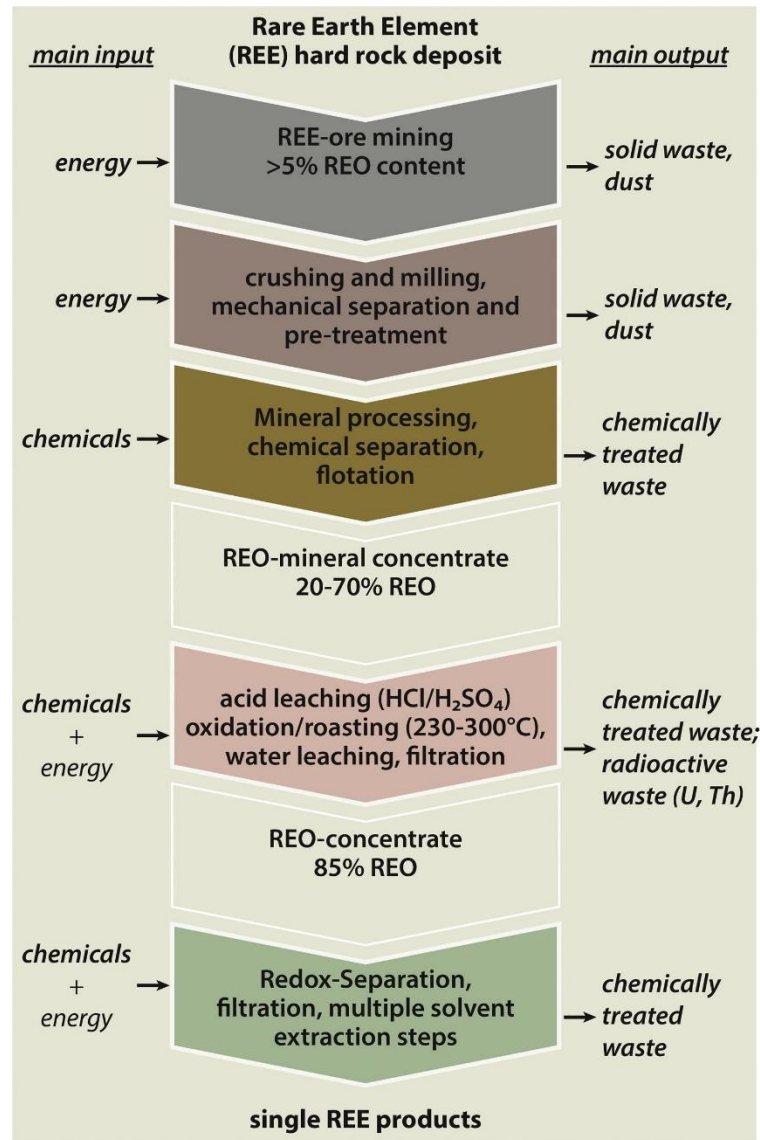 Rare Earth Element
(REE) hard rock deposit
main input
main output
REE-ore mining
>5% REO content
energy
solid waste,
dust
crushing and milling,
mechanical separation and
pre-treatment
energy
solid waste,
dust
Mineral processing,
chemical separation,
flotation
chemicals
chemically
treated
waste
REO-mineral concentrate
20-70% REO
chemicals
+
energy
acid leaching (HCl/H₂SO₄)
oxidation/roasting (230-300°C),
water leaching, filtration
chemically
treated waste;
radioactive
waste (U, Th)
REO-concentrate
85% REO
chemicals
+
energy
Redox-Separation,
filtration, multiple solvent
extraction steps
chemically
treated
waste
single REE products